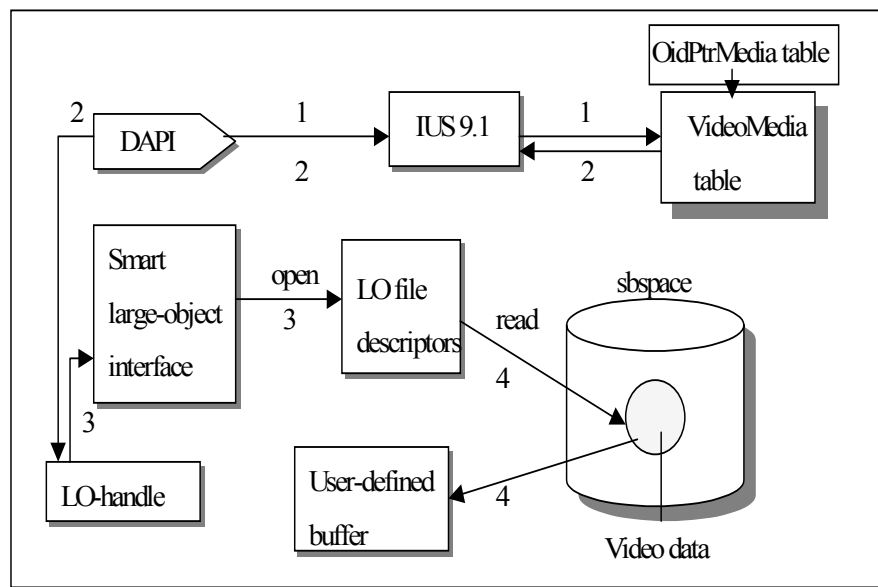 OidPtrMedia table
2
DAPI
1
2
IUS 9.1
1
2
VideoMedia
table
Smart
large-object
interface
open
3
LO file
descriptors
read
4
sbspace
3
LO-handle
User-defined
buffer
4
Video data